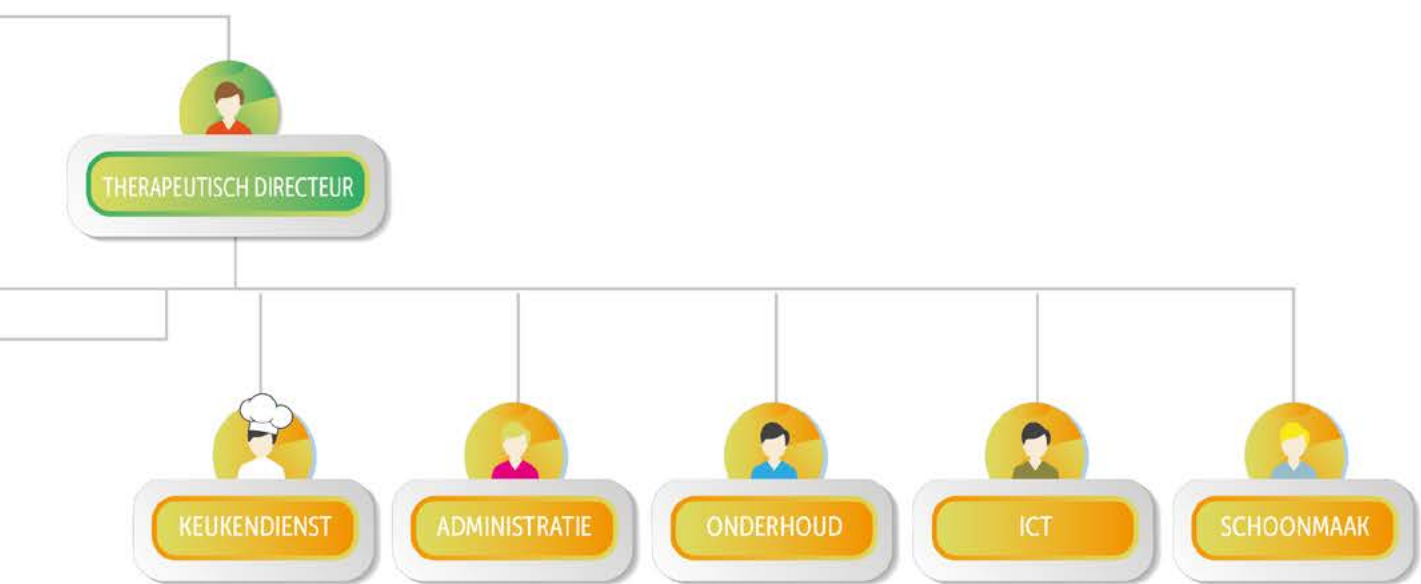 THERAPEUTISCH DIRECTEUR
KEUKENDIENST
ADMINISTRATIE
ONDERHOUD
ICT
SCHOONMAAK